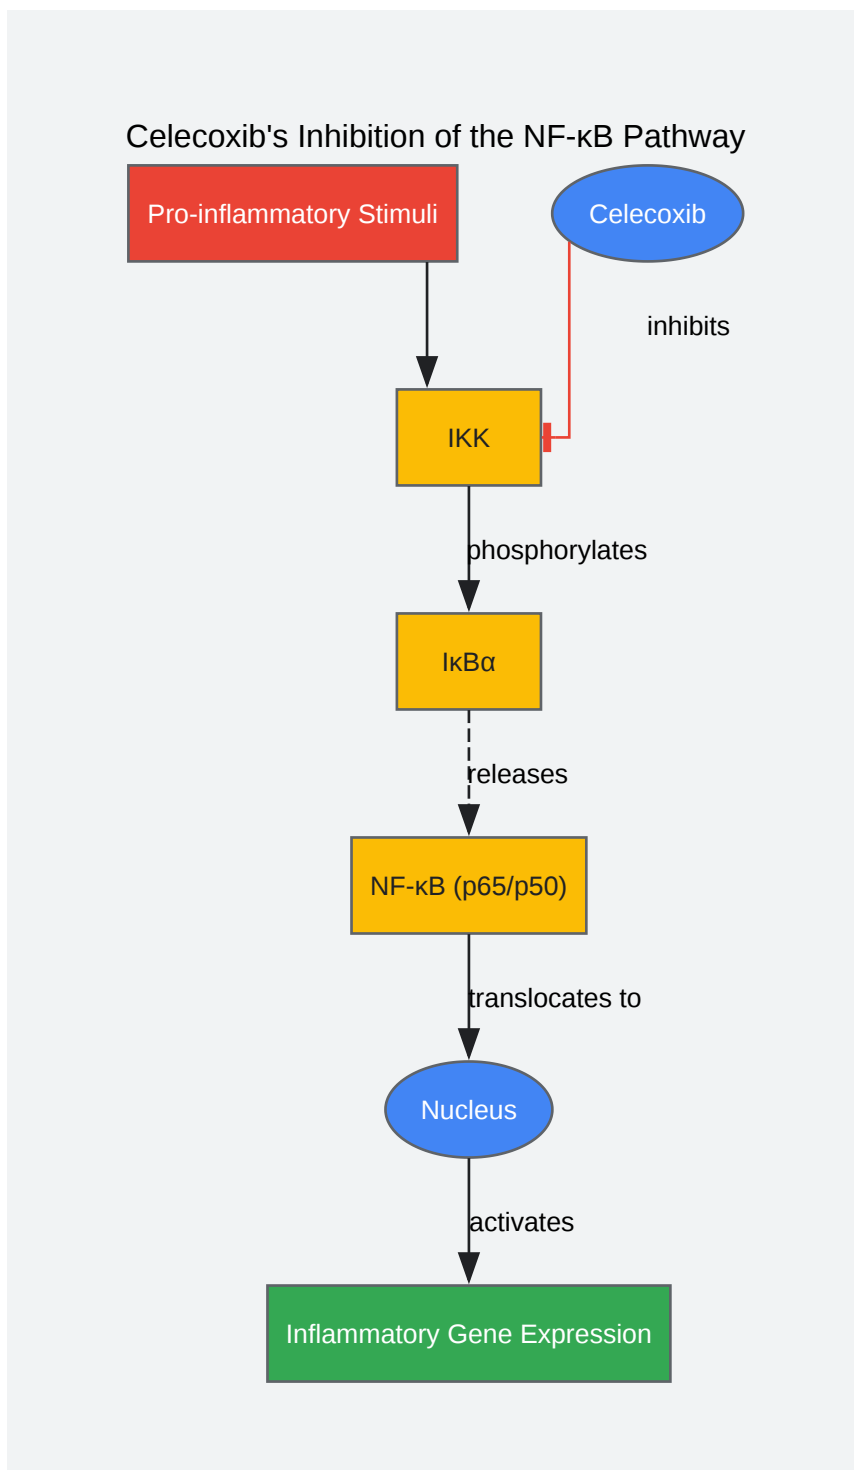 Celecoxib's Inhibition of the NF-κB Pathway
Pro-inflammatory Stimuli
Celecoxib
inhibits
IKK
phosphorylates
IκBα
releases
NF-κB (p65/p50)
translocates to
Nucleus
activates
Inflammatory Gene Expression